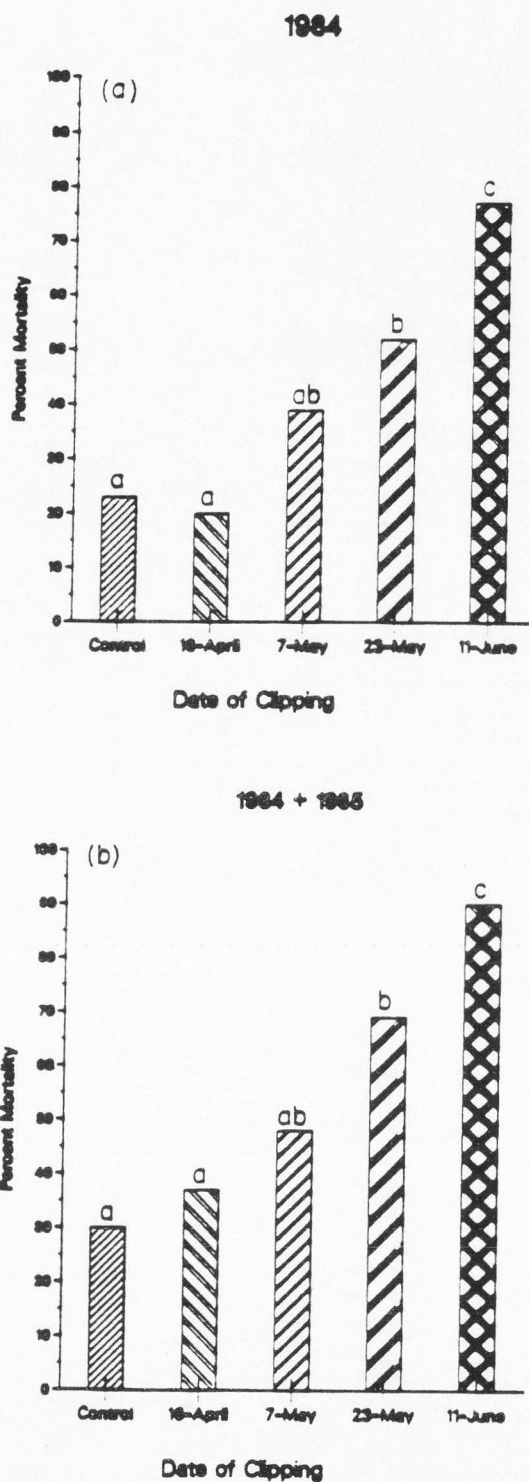 1984
(a)
100
90
80
70
60
50
40
30
20
10
0
Percent Mortality
a
a
ab
b
c
Control
7-May
23-May
11-June
Date of Clipping
1984 + 1985
(b)
100
90
80
70
60
50
40
30
20
10
0
Percent Mortality
a
a
ab
b
c
Control
7-May
23-May
11-June
Date of Clipping